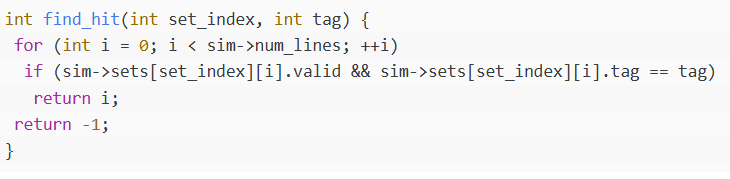 int find_hit(int set_index, int tag) {
for (int i = 0; i < sim->num_lines; ++i)
if (sim->sets[set_index][i].valid && sim->sets[set_index][i].tag == tag)
return i;
return -1;
}